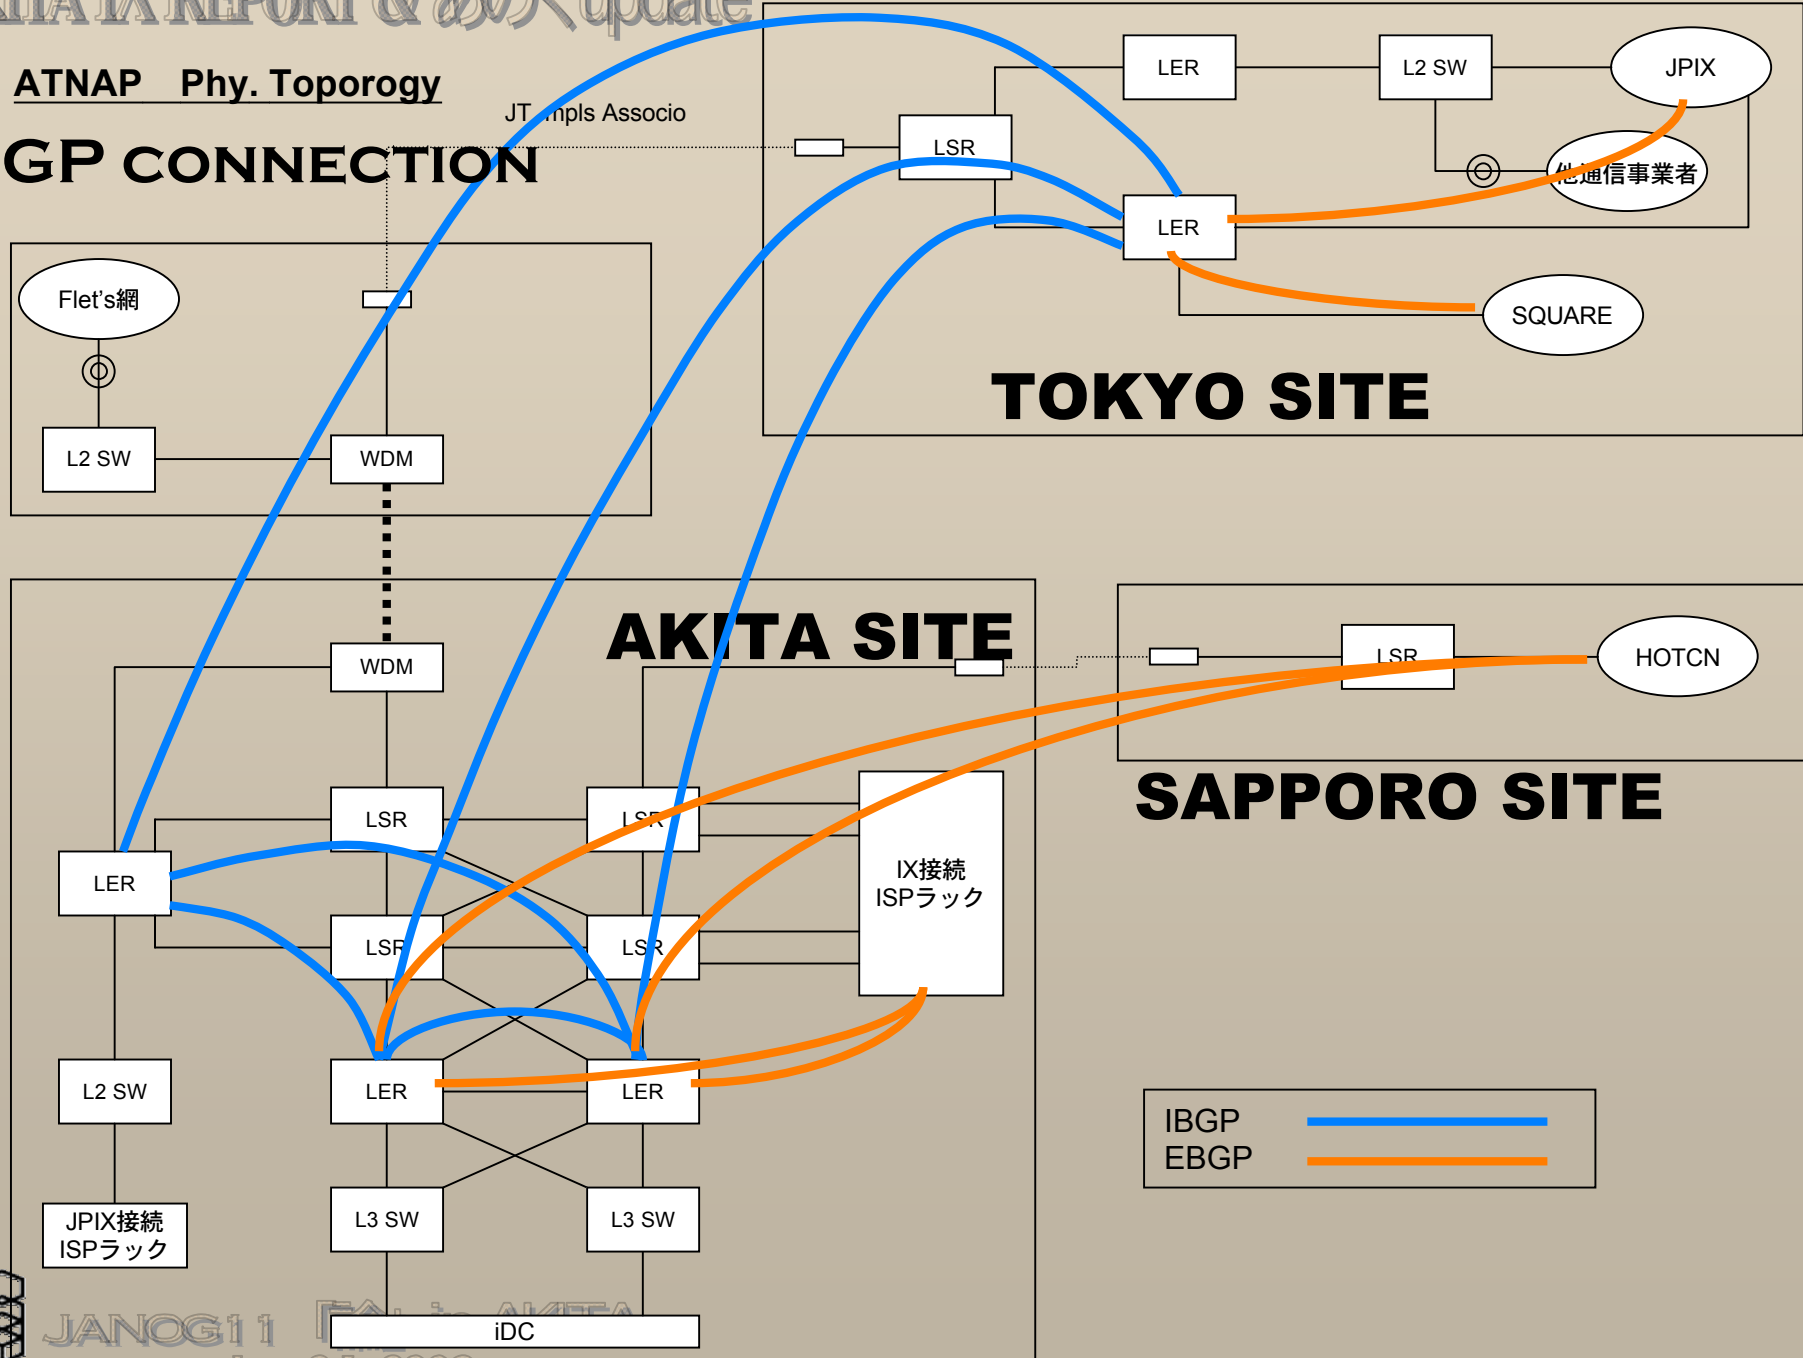 ATNAP Phy. Toporogy
GP CONNECTION
JT mpls Associo
LER
L2 SW
JPIX
LSR
他通信事業者
LER
SQUARE
TOKYO SITE
Flet's網
L2 SW
WDM
AKITA SITE
WDM
LSR
HOTCN
SAPPORO SITE
LSR
LSR
LER
IX接続
ISPラック
LSR
LSR
L2 SW
LER
LER
IBGP
EBGP
JPIX接続
ISPラック
L3 SW
L3 SW
iDC
JANOG11